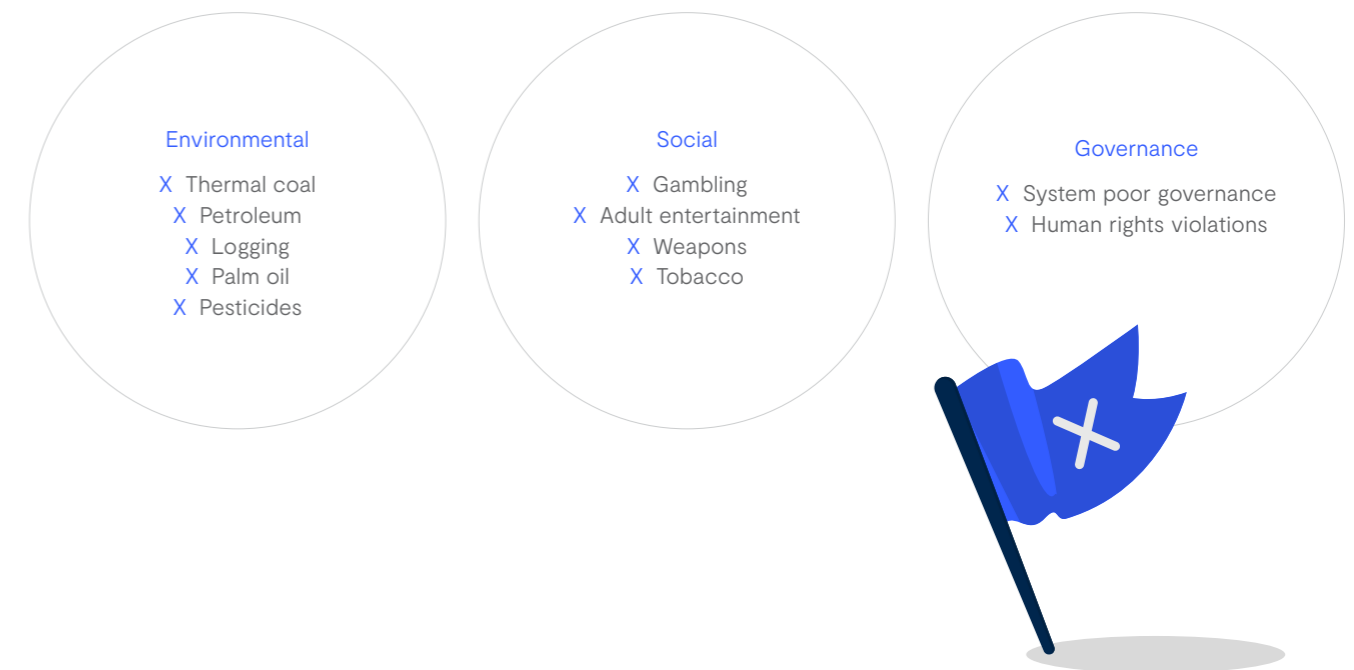 Environmental
X Thermal coal
X Petroleum
X Logging
X Palm oil
X Pesticides
Social
X Gambling
X Adult entertainment
X Weapons
X Tobacco
Governance
X System poor governance
X Human rights violations